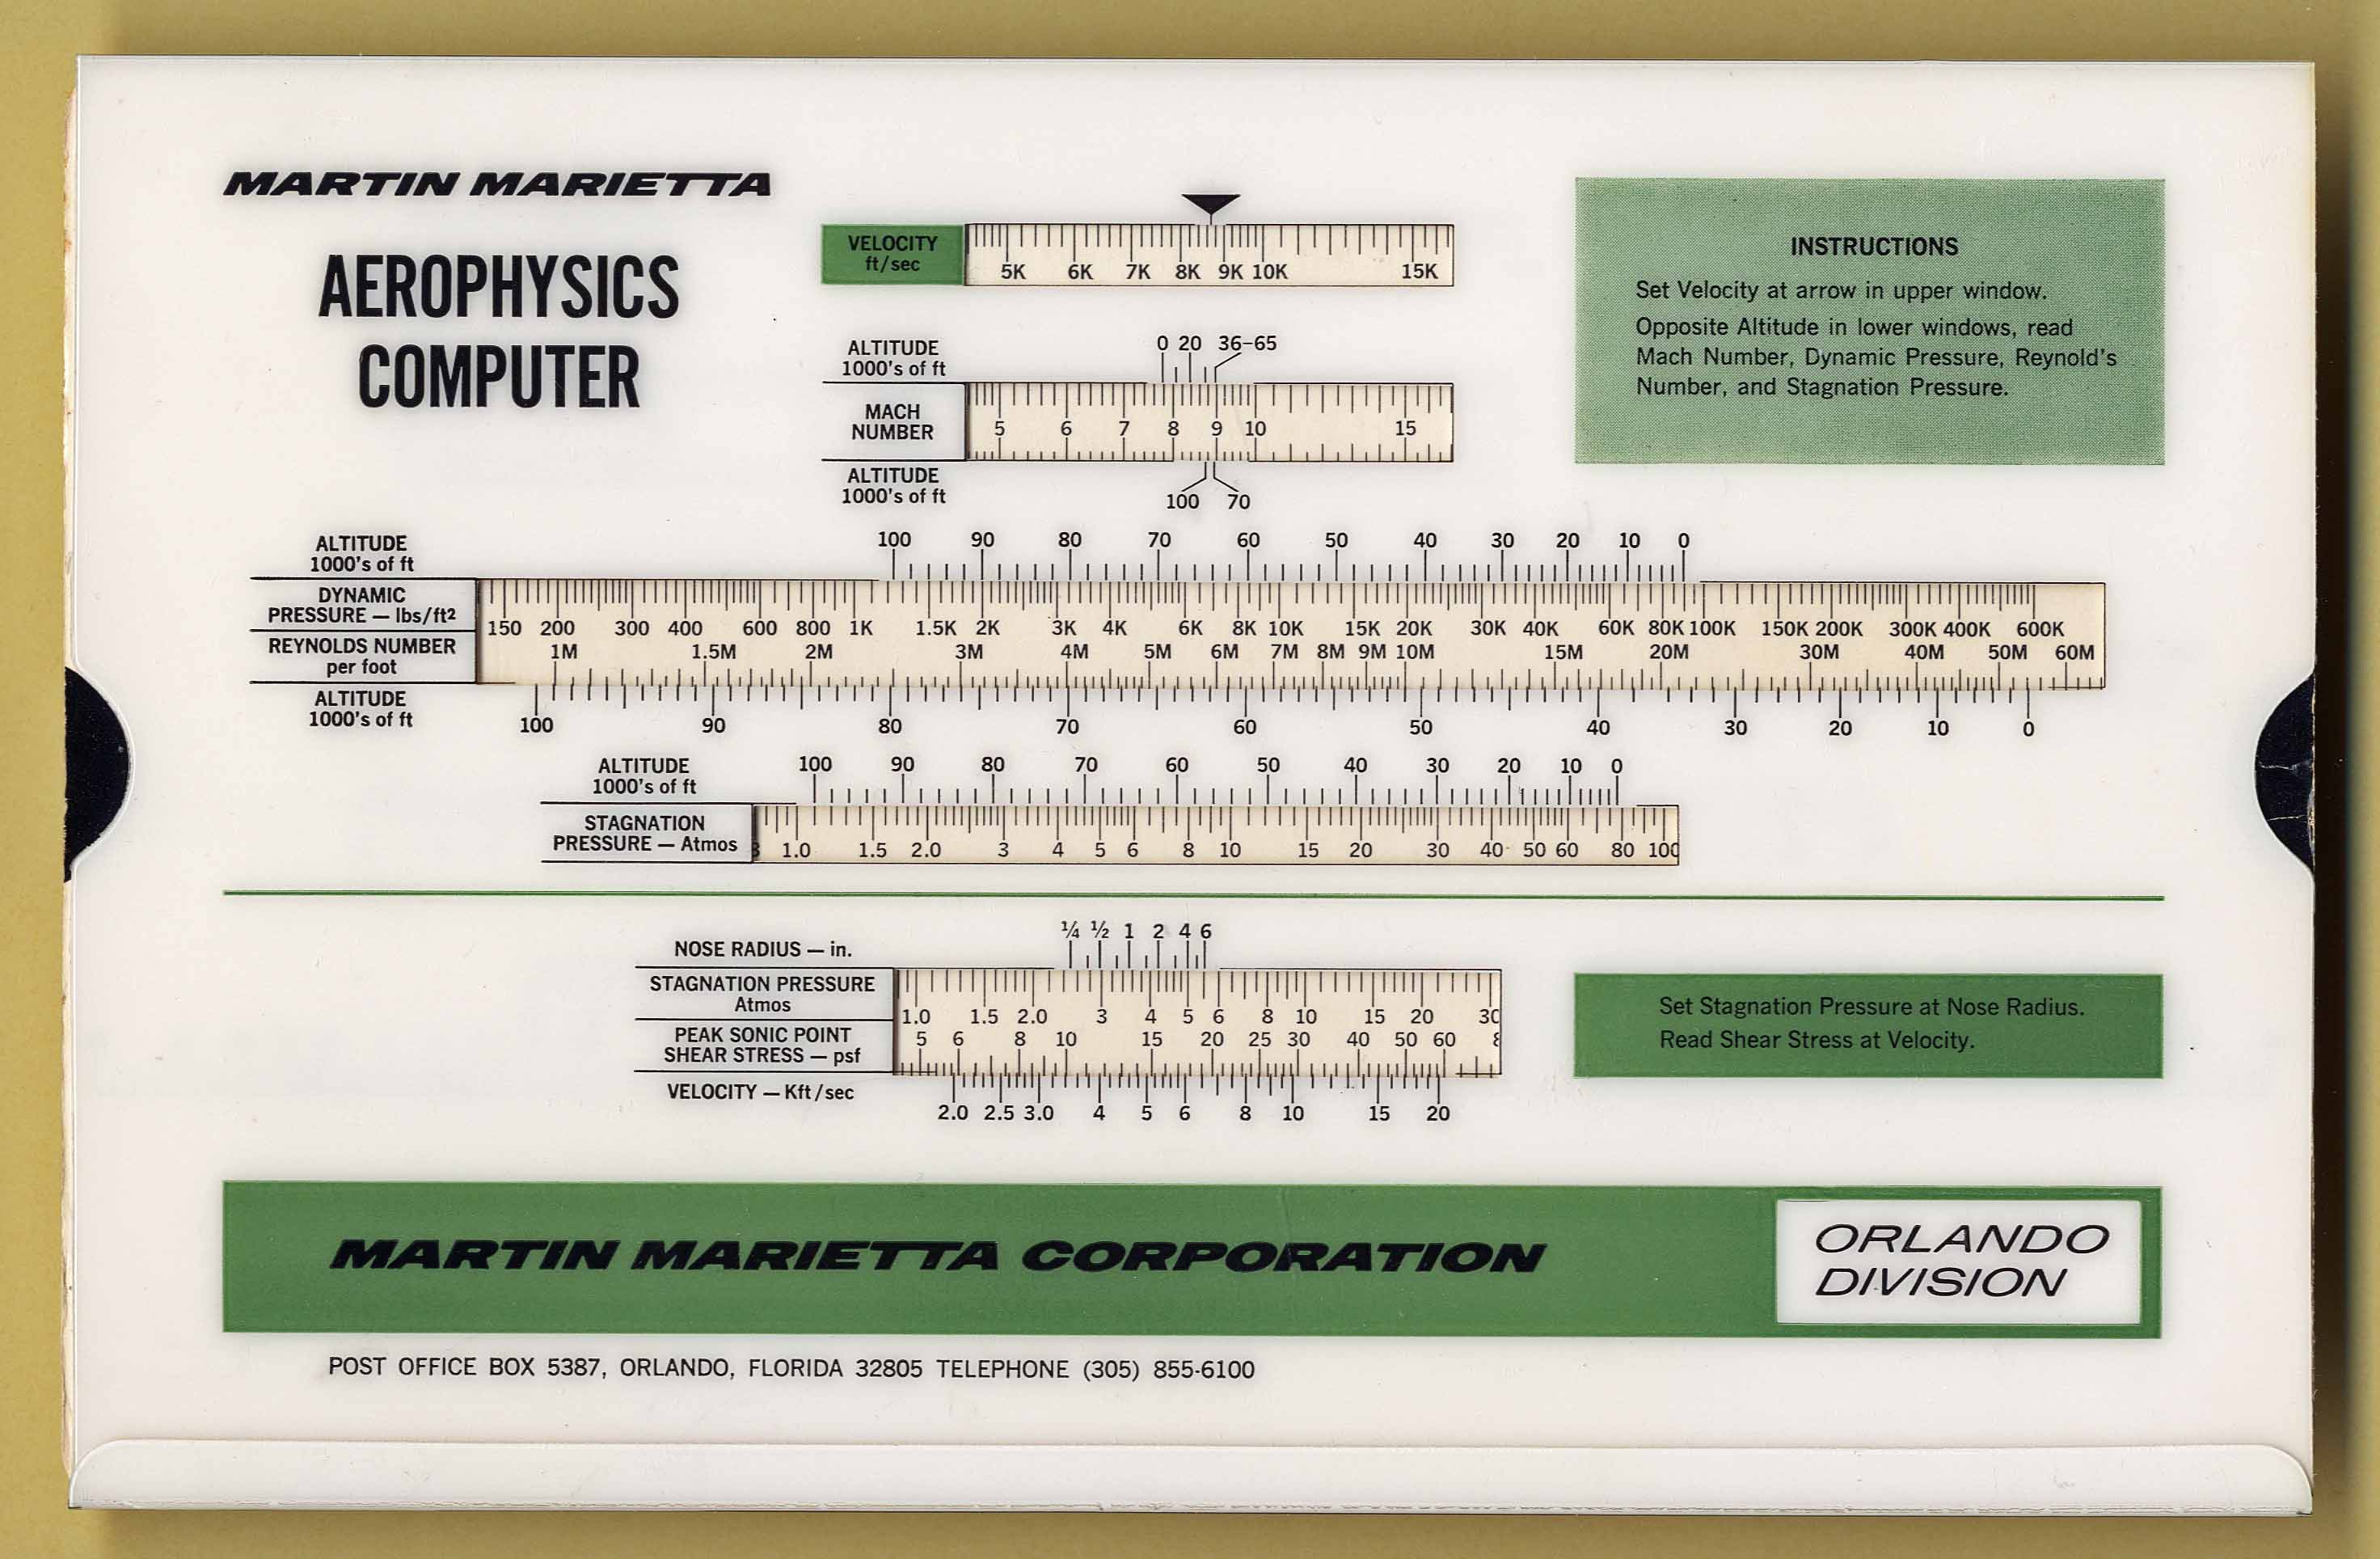 MARTIN MARIETTA
AEROPHYSICS
COMPUTER
VELOCITY
ft/sec
5K 6K 7K 8K 9K 10K 15K
ALTITUDE
1000's of ft
0 20 36-65
MACH
NUMBER
5 6 7 8 9 10 15
ALTITUDE
1000's of ft
100 70
INSTRUCTIONS
Set Velocity at arrow in upper window.
Opposite Altitude in lower windows, read
Mach Number, Dynamic Pressure, Reynold's
Number, and Stagnation Pressure.
ALTITUDE
1000's of ft
100 90 80 70 60 50 40 30 20 10 0
DYNAMIC
PRESSURE — lbs/ft²
150 200 300 400 600 800 1K 1.5K 2K 3K 4K 6K 8K 10K 15K 20K 30K 40K 60K 80K 100K 150K 200K 300K 400K 600K
REYNOLDS NUMBER
per foot
1M 1.5M 2M 3M 4M 5M 6M 7M 8M 9M 10M 15M 20M 30M 40M 50M 60M
ALTITUDE
1000's of ft
100 90 80 70 60 50 40 30 20 10 0
ALTITUDE
1000's of ft
100 90 80 70 60 50 40 30 20 10 0
STAGNATION
PRESSURE — Atmos
1.0 1.5 2.0 3 4 5 6 8 10 15 20 30 40 50 60 80 100
NOSE RADIUS — in.
¼ ½ 1 2 4 6
STAGNATION PRESSURE
Atmos
1.0 1.5 2.0 3 4 5 6 8 10 15 20 30
PEAK SONIC POINT
SHEAR STRESS — psf
5 6 8 10 15 20 25 30 40 50 60
VELOCITY — Kft/sec
2.0 2.5 3.0 4 5 6 8 10 15 20
Set Stagnation Pressure at Nose Radius.
Read Shear Stress at Velocity.
MARTIN MARIETTA CORPORATION
ORLANDO
DIVISION
POST OFFICE BOX 5387, ORLANDO, FLORIDA 32805 TELEPHONE (305) 855-6100